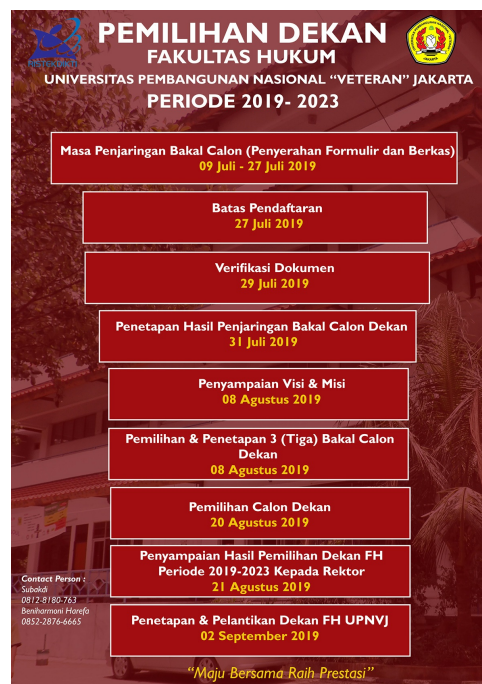 PEMILIHAN DEKAN
FAKULTAS HUKUM
UNIVERSITAS PEMBANGUNAN NASIONAL “VETERAN” JAKARTA
PERIODE 2019- 2023
Masa Penjaringan Bakal Calon (Penyerahan Formulir dan Berkas)
09 Juli - 27 Juli 2019
Batas Pendaftaran
27 Juli 2019
Verifikasi Dokumen
29 Juli 2019
Penetapan Hasil Penjaringan Bakal Calon Dekan
31 Juli 2019
Penyampaian Visi & Misi
08 Agustus 2019
Pemilihan & Penetapan 3 (Tiga) Bakal Calon
Dekan
08 Agustus 2019
Pemilihan Calon Dekan
20 Agustus 2019
Penyampaian Hasil Pemilihan Dekan FH
Periode 2019-2023 Kepada Rektor
21 Agustus 2019
Penetapan & Pelantikan Dekan FH UPNVJ
02 September 2019
Contact Person :
Subakdi
0812-8180-763
Beniharmoni Harefa
0852-2876-6665
“Maju Bersama Raih Prestasi”